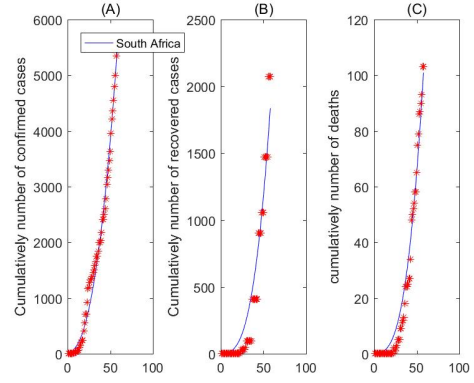 (A)
(B)
(C)
South Africa
Cumulatively number of confirmed cases
6000
5000
4000
3000
2000
1000
0
0 50 100
Cumulatively number of recovered cases
2500
2000
1500
1000
500
0
0 50 100
cumulatively number of deaths
120
100
80
60
40
20
0
0 50 100